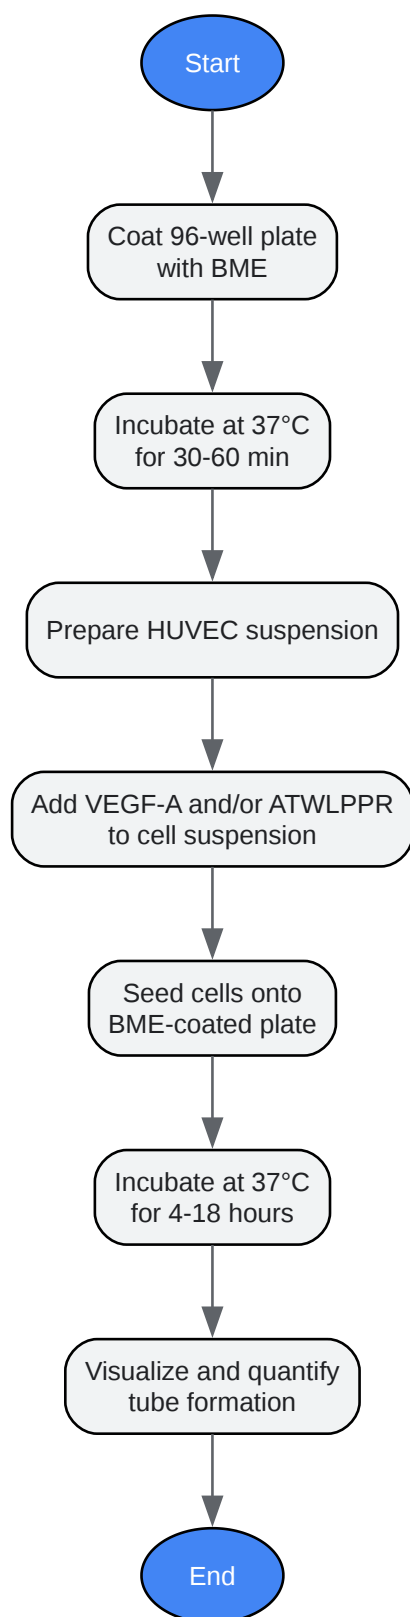 Start
Coat 96-well plate
with BME
Incubate at 37°C
for 30-60 min
Prepare HUVEC suspension
Add VEGF-A and/or ATWLPPR
to cell suspension
Seed cells onto
BME-coated plate
Incubate at 37°C
for 4-18 hours
Visualize and quantify
tube formation
End